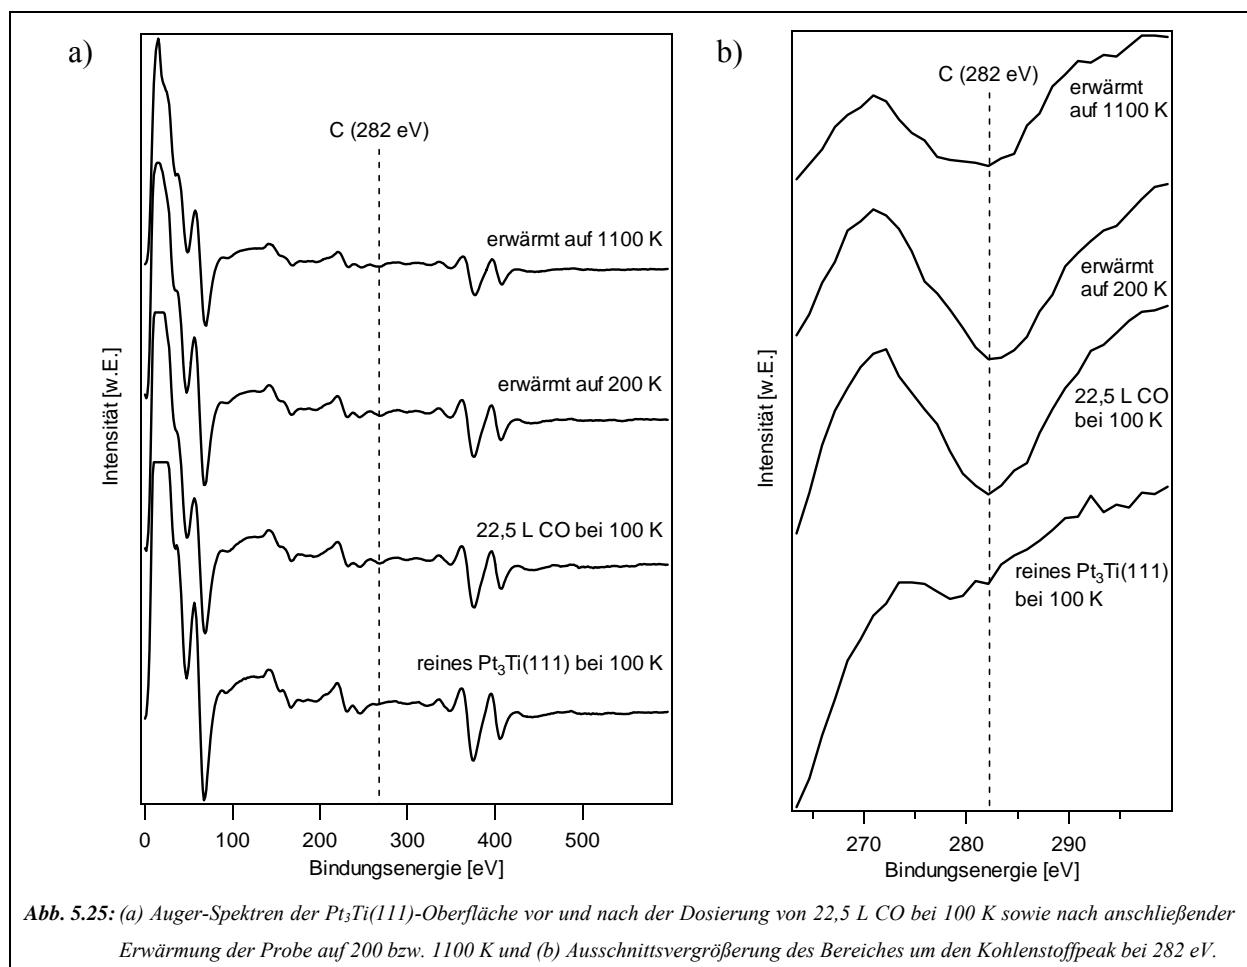 a)
C (282 eV)
erwärmt auf 1100 K
erwärmt auf 200 K
22,5 L CO bei 100 K
reines Pt₃Ti(111) bei 100 K
Intensität [w.E.]
0 100 200 300 400 500
Bindungsenergie [eV]
b)
C (282 eV)
erwärmt
auf 1100 K
erwärmt
auf 200 K
22,5 L CO
bei 100 K
reines Pt₃Ti(111)
bei 100 K
Intensität [w.E.]
270 280 290
Bindungsenergie [eV]
Abb. 5.25: (a) Auger-Spektren der Pt₃Ti(111)-Oberfläche vor und nach der Dosierung von 22,5 L CO bei 100 K sowie nach anschließender
Erwärmung der Probe auf 200 bzw. 1100 K und (b) Ausschnittsvergrößerung des Bereiches um den Kohlenstoffpeak bei 282 eV.